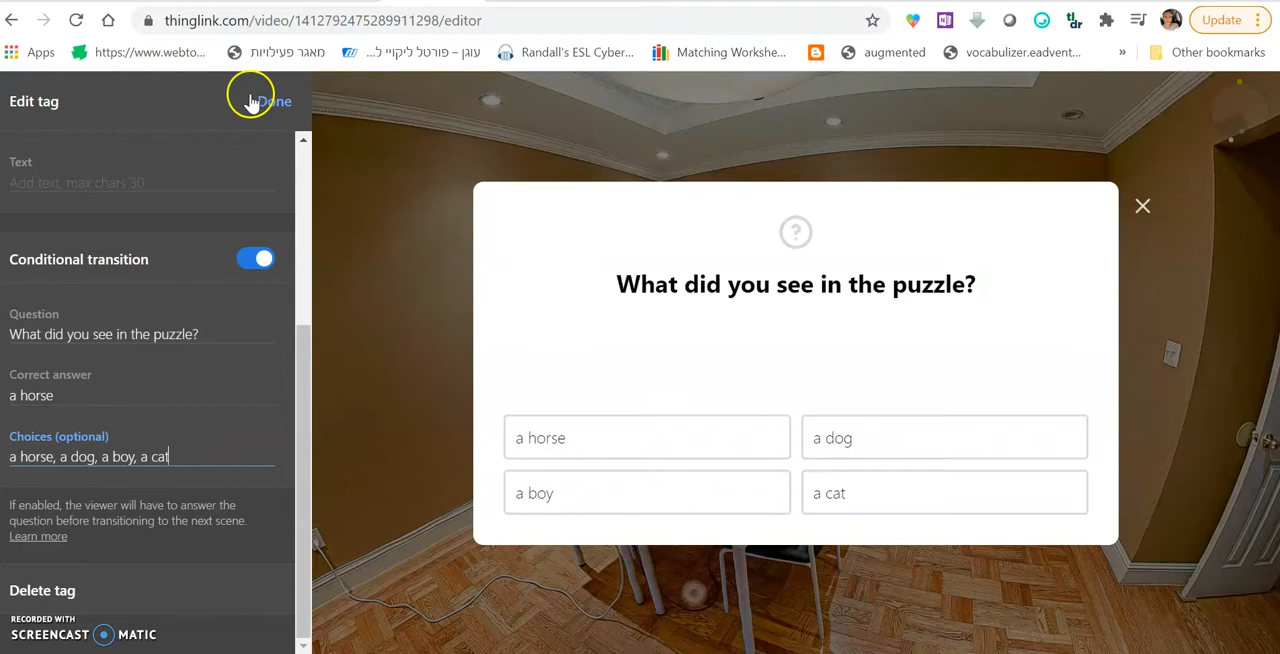 thinglink.com/video/1412792475289911298/editor
Update
Apps
https://www.webto...
מאגר פעילויות
עוגן – פורטל ליקויי ל...
Randall's ESL Cyber...
Matching Workshe...
augmented
vocabulizer.eadvent...
»
Other bookmarks
Edit tag
Done
Text
Add text, max chars 30
Conditional transition
Question
What did you see in the puzzle?
Correct answer
a horse
Choices (optional)
a horse, a dog, a boy, a cat
If enabled, the viewer will have to answer the
question before transitioning to the next scene.
Learn more
Delete tag
RECORDED WITH
SCREENCAST MATIC
?
What did you see in the puzzle?
a horse
a dog
a boy
a cat